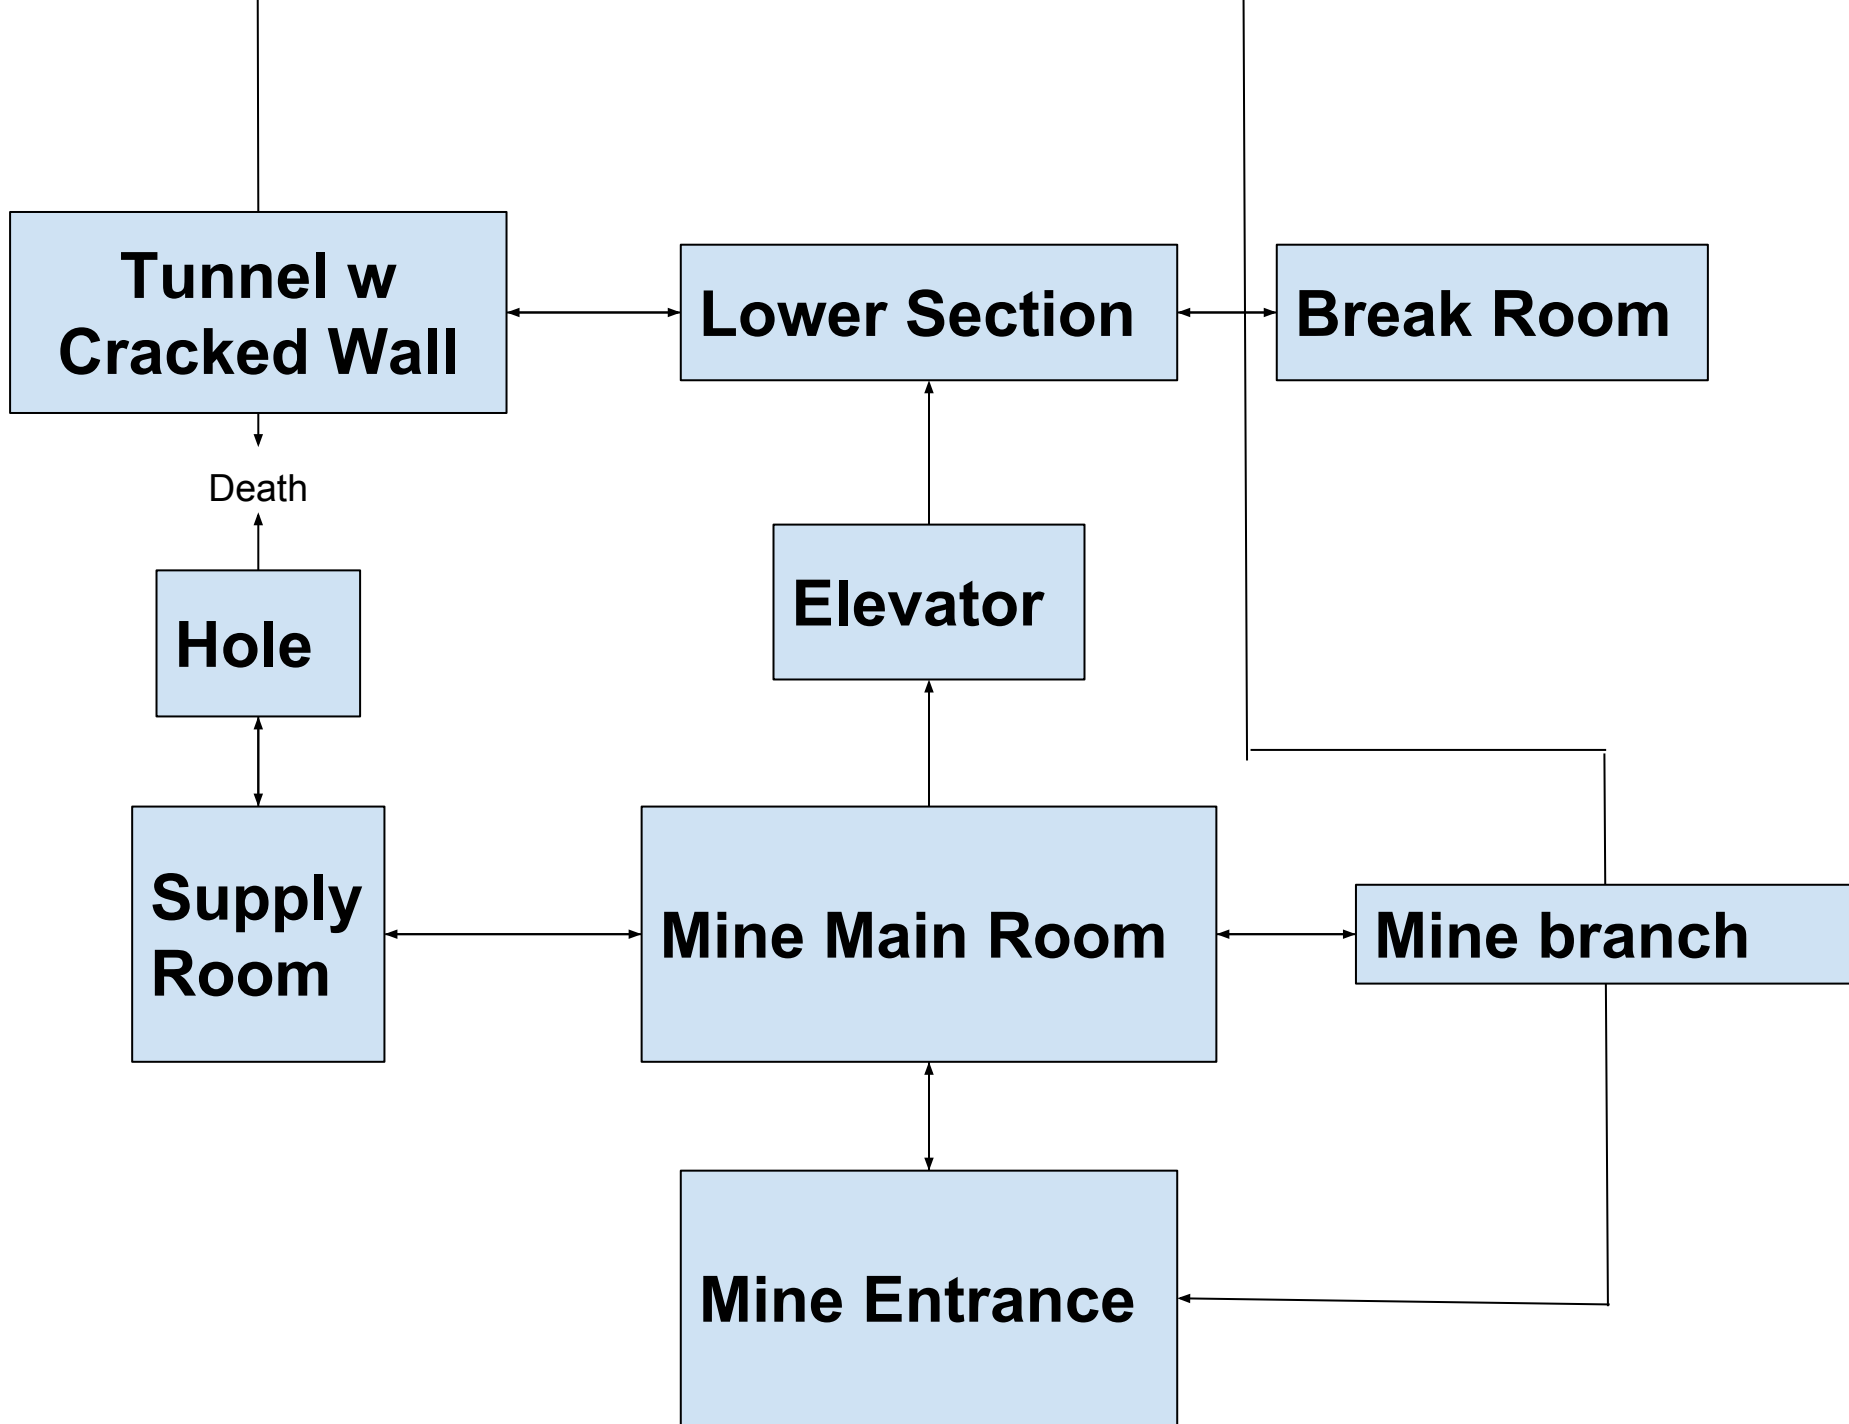 Tunnel w
Cracked Wall
Lower Section
Break Room
Death
Elevator
Hole
Supply
Room
Mine Main Room
Mine branch
Mine Entrance